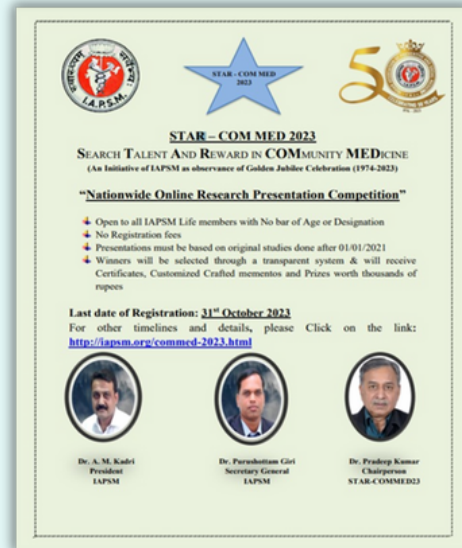 I.A.P.S.M.
STAR - COM MED
2023
50
STAR – COM MED 2023
SEARCH TALENT AND REWARD IN COMMUNITY MEDICINE
(An Initiative of IAPSM as observance of Golden Jubilee Celebration (1974-2023)
“Nationwide Online Research Presentation Competition”
Open to all IAPSM Life members with No bar of Age or Designation
No Registration fees
Presentations must be based on original studies done after 01/01/2021
Winners will be selected through a transparent system & will receive
Certificates, Customized Crafted mementos and Prizes worth thousands of
rupees
Last date of Registration: 31st October 2023
For other timelines and details, please Click on the link:
http://iapsm.org/commed-2023.html
Dr. A. M. Kadri
President
IAPSM
Dr. Purushottam Giri
Secretary General
IAPSM
Dr. Pradeep Kumar
Chairperson
STAR-COMMED23